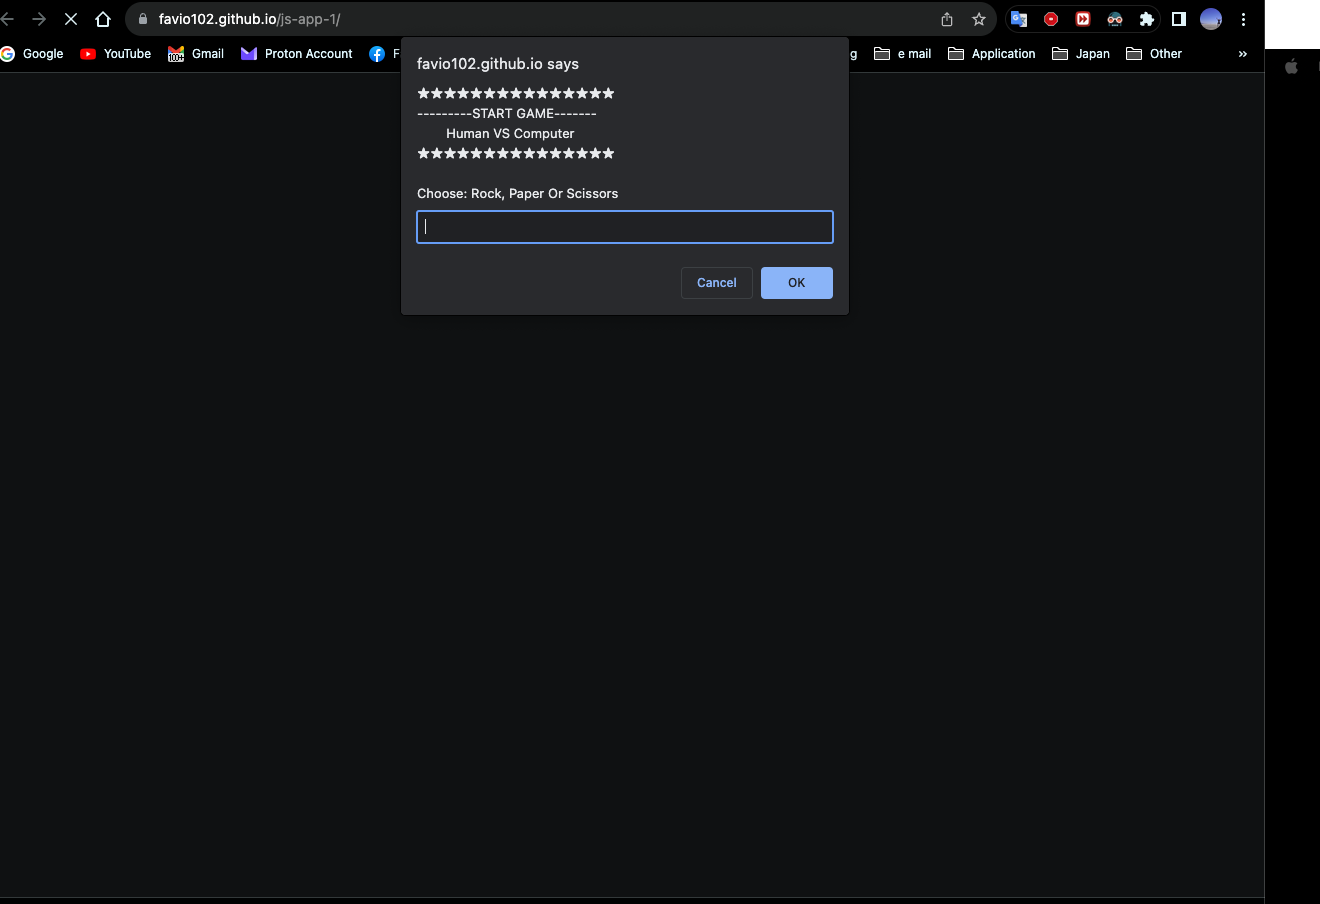 favio102.github.io/js-app-1/
Google YouTube 100+ Gmail Proton Account F g e mail Application Japan Other »
favio102.github.io says
★★★★★★★★★★★★★★★
---------START GAME-------
Human VS Computer
★★★★★★★★★★★★★★★
Choose: Rock, Paper Or Scissors
Cancel OK